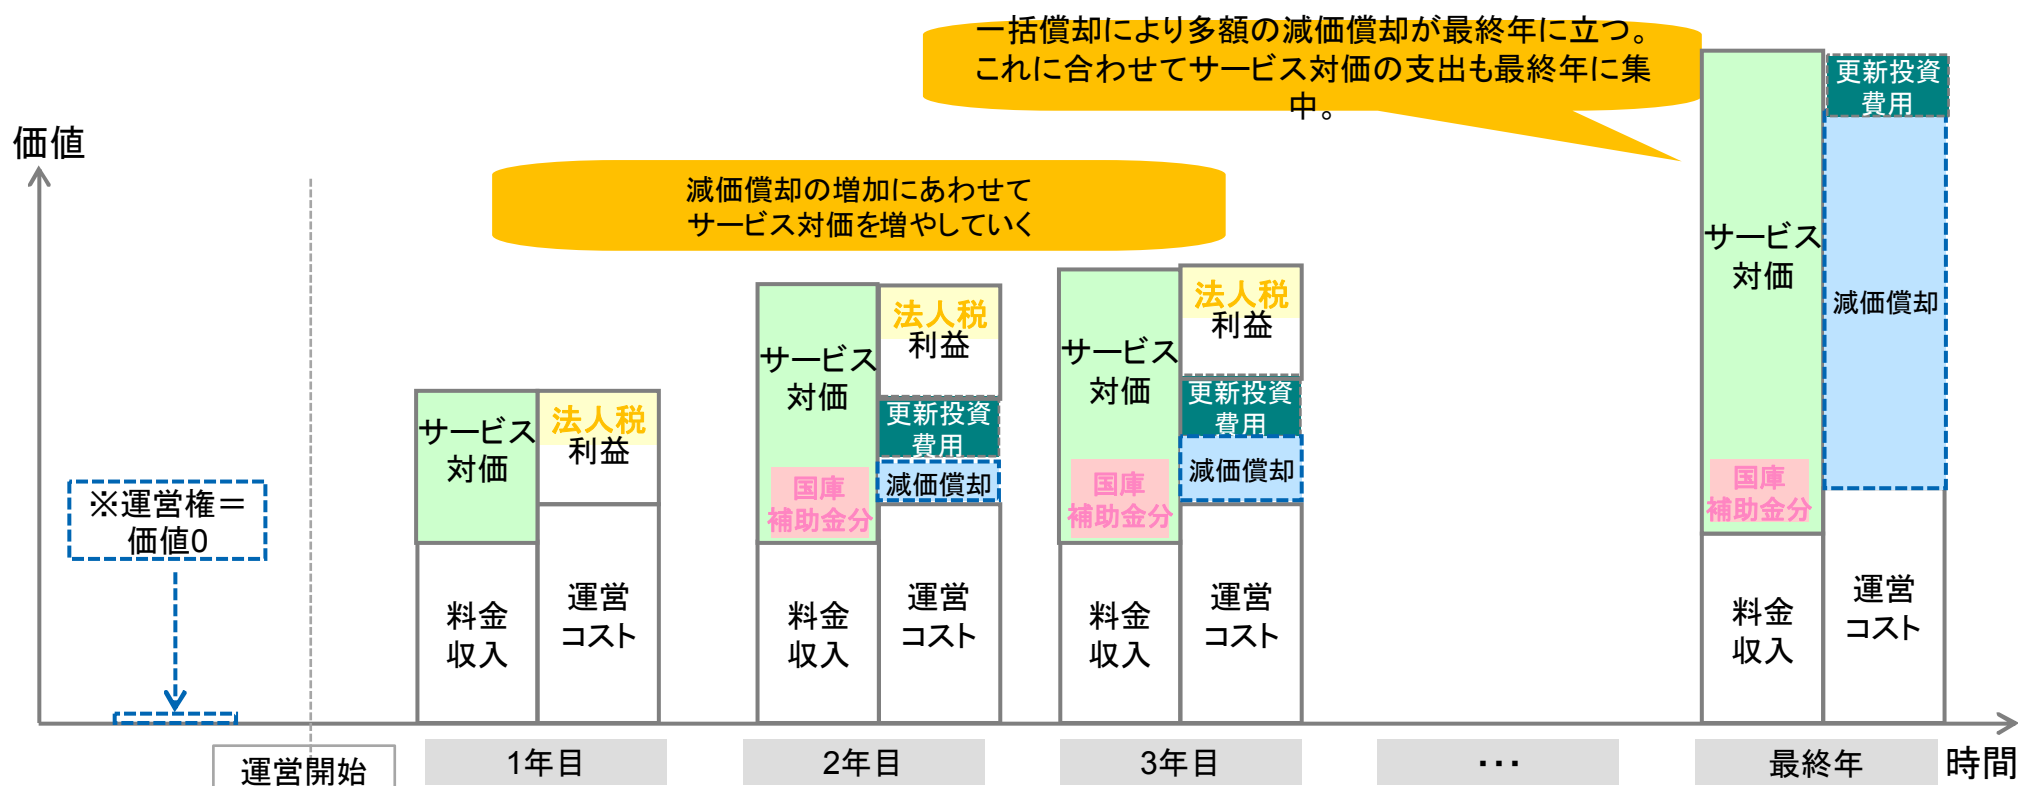 一括償却により多額の減価償却が最終年に立つ。
これに合わせてサービス対価の支出も最終年に集
中。
価値
減価償却の増加にあわせて
サービス対価を増やしていく
※運営権＝
価値0
運営開始
サービス
対価
料金
収入
法人税
利益
運営
コスト
1年目
サービス
対価
国庫
補助金分
料金
収入
法人税
利益
更新投資
費用
減価償却
運営
コスト
2年目
サービス
対価
国庫
補助金分
料金
収入
法人税
利益
更新投資
費用
減価償却
運営
コスト
3年目
・・・
サービス
対価
国庫
補助金分
料金
収入
更新投資
費用
減価償却
運営
コスト
最終年
時間